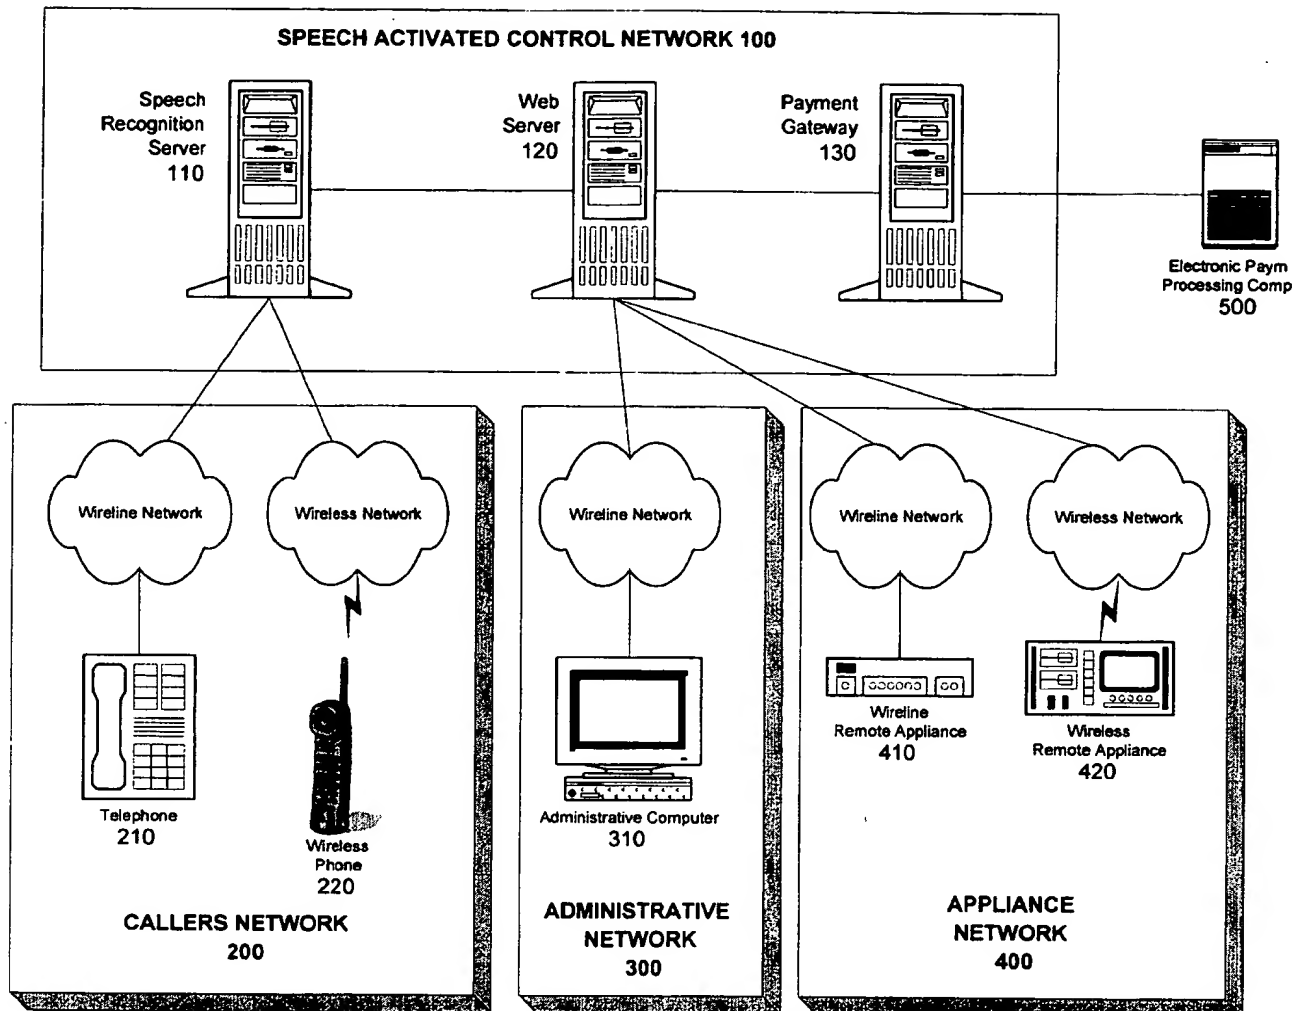 SPEECH ACTIVATED CONTROL NETWORK 100
Speech
Recognition
Server
110
Web
Server
120
Payment
Gateway
130
Electronic Paym
Processing Comp
500
Wireline Network
Wireless Network
Wireline Network
Wireline Network
Wireless Network
Telephone
210
Wireless
Phone
220
Administrative Computer
310
Wireline
Remote Appliance
410
Wireless
Remote Appliance
420
CALLERS NETWORK
200
ADMINISTRATIVE
NETWORK
300
APPLIANCE
NETWORK
400